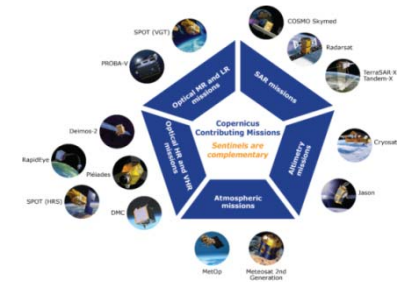 SPOT (VGT)
PROBA-V
COSMO Skymed
Radarsat
TerraSAR-X
Tandem-X
Optical MR and LR
missions
SAR missions
Copernicus
Contributing Missions
Sentinels are
complementary
Deimos-2
RapidEye
Pléiades
SPOT (HRS)
DMC
Optical HR and VHR
missions
Altimetry
missions
Cryosat
Jason
Atmospheric
missions
MetOp
Meteosat 2nd
Generation